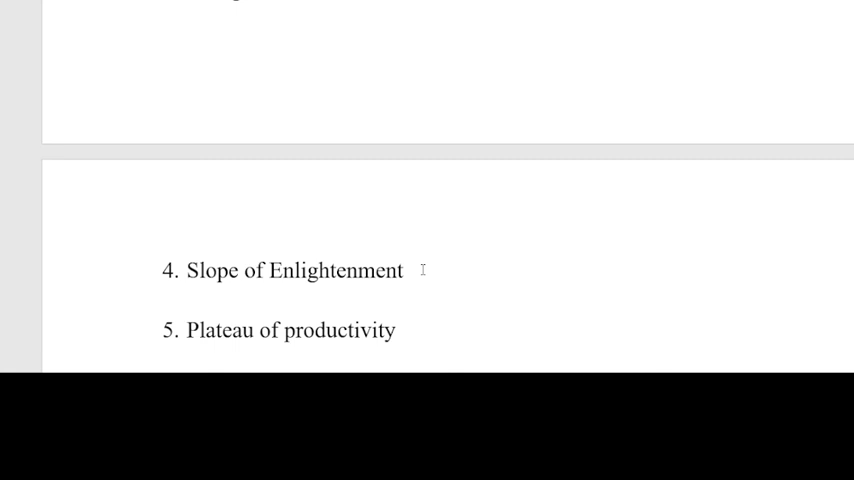 4. Slope of Enlightenment
5. Plateau of productivity